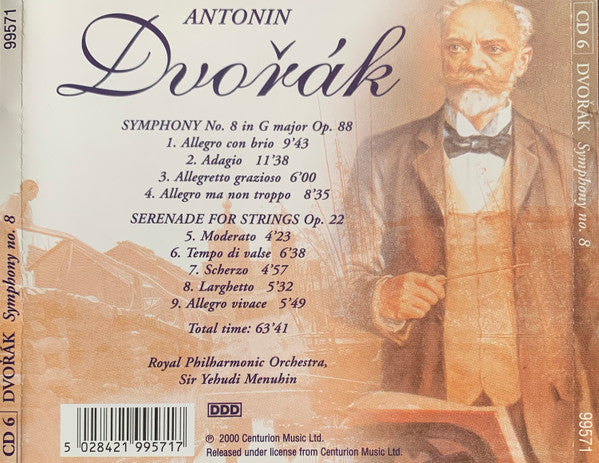 ANTONIN
Dvořák
SYMPHONY No. 8 in G major Op. 88
1. Allegro con brio 9'43
2. Adagio 11'38
3. Allegretto grazioso 6'00
4. Allegro ma non troppo 8'35
SERENADE FOR STRINGS Op. 22
5. Moderato 4'23
6. Tempo di valse 6'38
7. Scherzo 4'57
8. Larghetto 5'32
9. Allegro vivace 5'49
Total time: 63'41
Royal Philharmonic Orchestra,
Sir Yehudi Menuhin
5 028421 995717
DDD
℗ 2000 Centurion Music Ltd.
Released under license from Centurion Music Ltd.
CD 6 DVOŘÁK Symphony no. 8
99571
CD 6 DVOŘÁK Symphony no. 8
99571